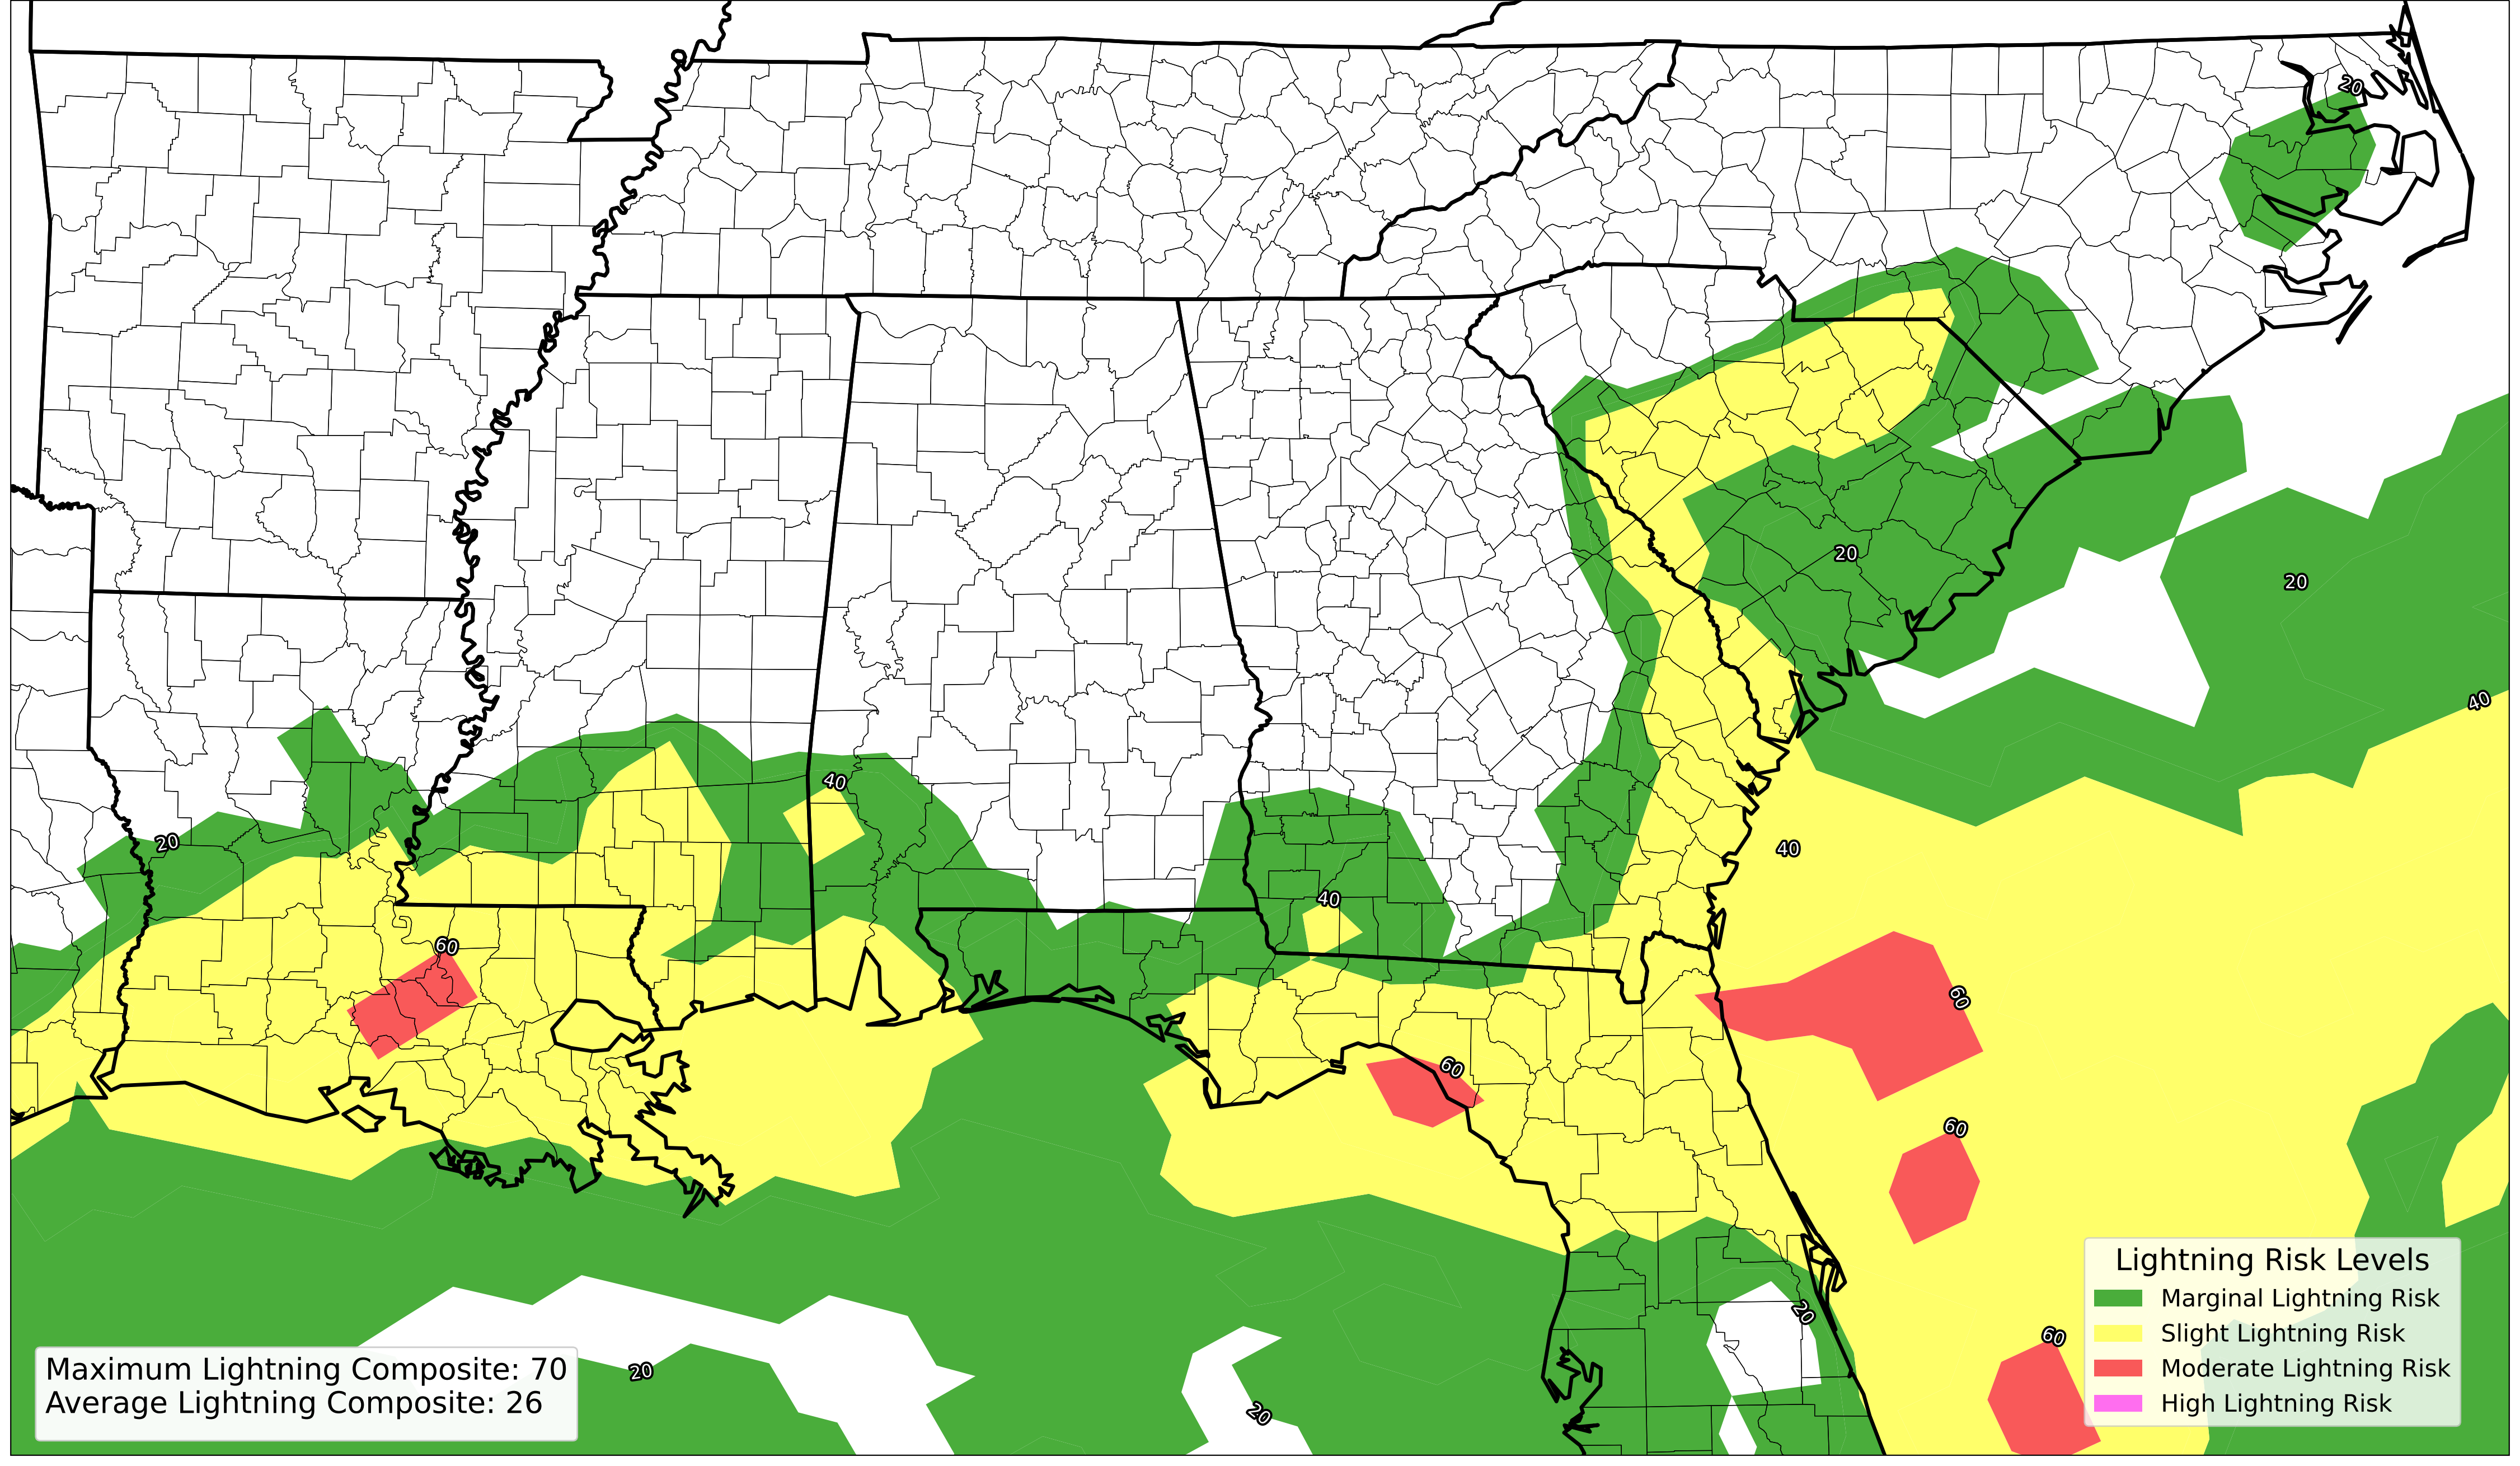 20
20
20
20
40
40
20
40
40
60
60
60
60
20
60
20
20
Lightning Risk Levels
Marginal Lightning Risk
Slight Lightning Risk
Moderate Lightning Risk
High Lightning Risk
Maximum Lightning Composite: 70
Average Lightning Composite: 26